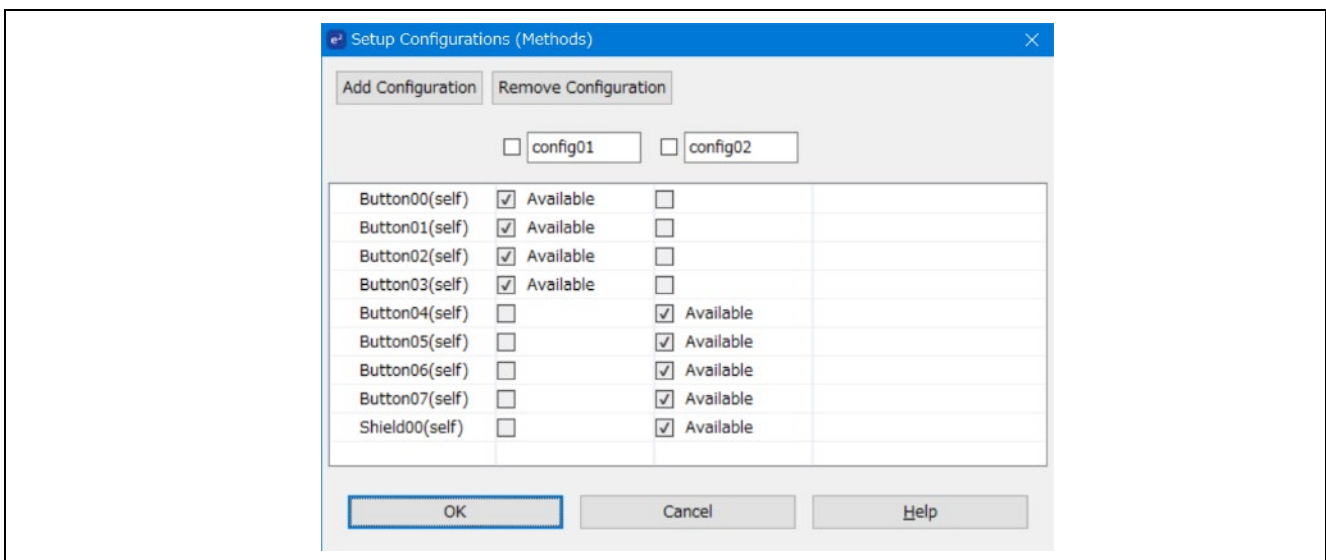 e² Setup Configurations (Methods)
Add Configuration Remove Configuration
config01 config02
Button00(self) Available
Button01(self) Available
Button02(self) Available
Button03(self) Available
Button04(self) Available
Button05(self) Available
Button06(self) Available
Button07(self) Available
Shield00(self) Available
OK Cancel Help